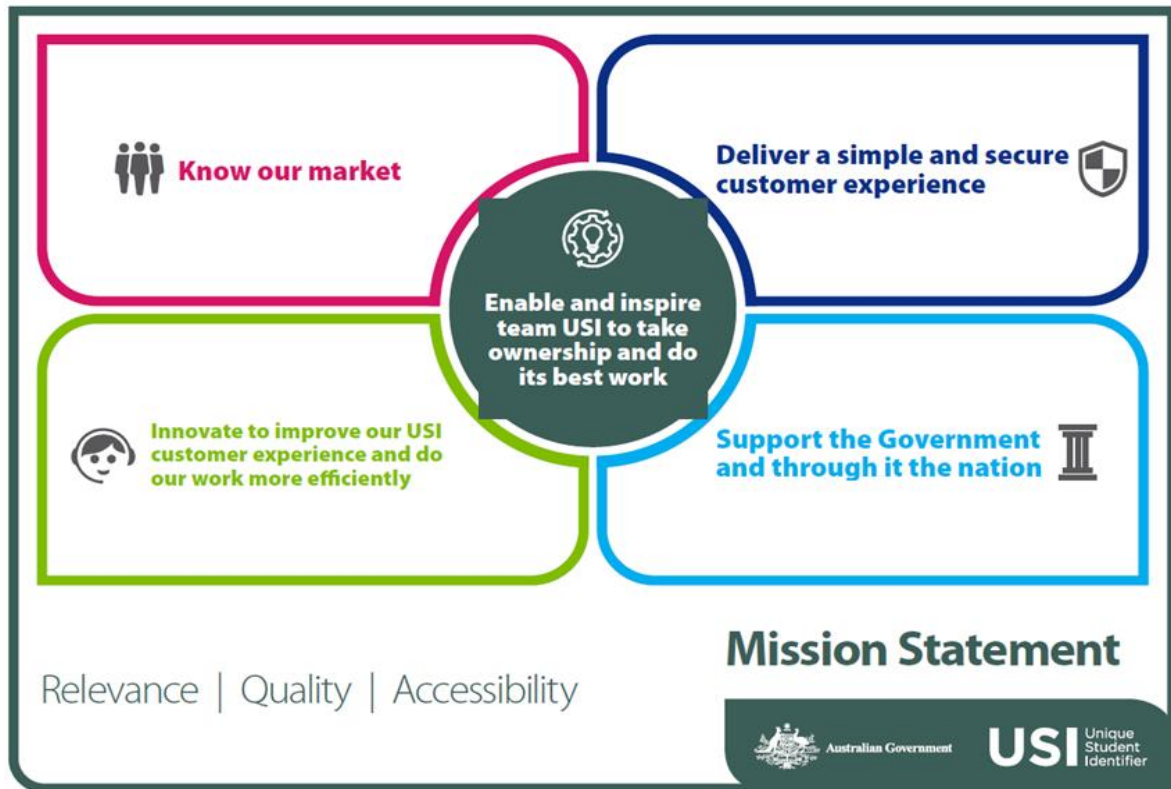 Know our market
Deliver a simple and secure
customer experience
Enable and inspire
team USI to take
ownership and do
its best work
Innovate to improve our USI
customer experience and do
our work more efficiently
Support the Government
and through it the nation
Mission Statement
Relevance | Quality | Accessibility
Australian Government
USI Unique
Student
Identifier